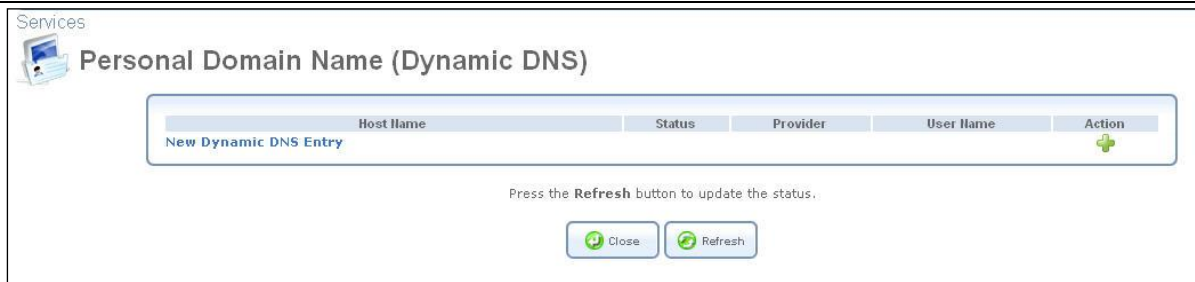 Services
Personal Domain Name (Dynamic DNS)
Host Name Status Provider User Name Action
New Dynamic DNS Entry
Press the Refresh button to update the status.
Close Refresh